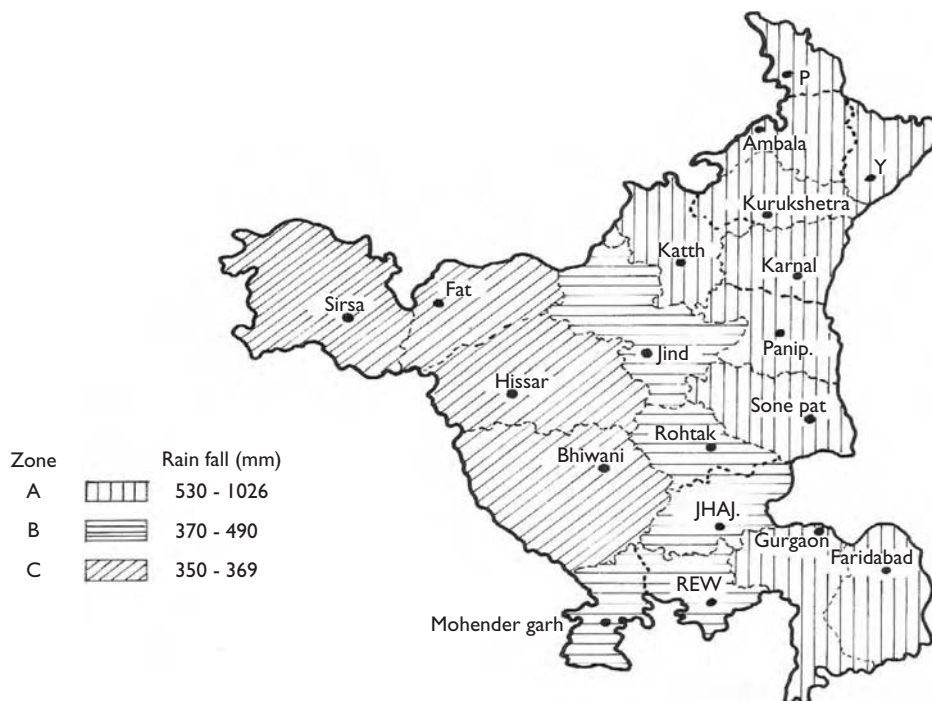 P
Ambala
Y
Kurukshetra
Katth
Karnal
Fat
Sirsa
Jind
Panip.
Hissar
Sone pat
Rohtak
Bhiwani
Zone Rain fall (mm)
A 530 - 1026
B 370 - 490
C 350 - 369
JHAJ.
Gurgaon
Faridabad
REW
Mohender garh